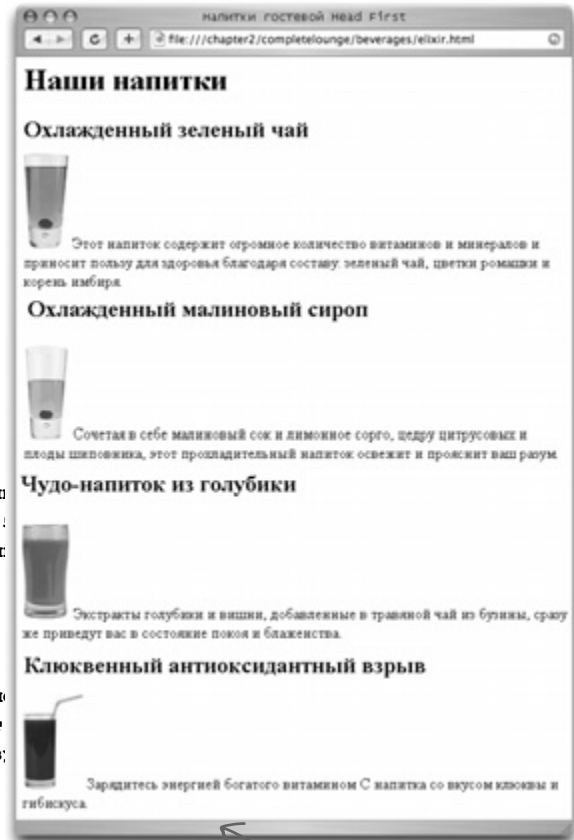 напитки гостевой Head First
file:///chapter2/completelounge/beverages/elixir.html
Наши напитки
Охлажденный зеленый чай
Этот напиток содержит огромное количество витаминов и минералов и
приносит пользу для здоровья благодаря составу: зеленый чай, цветки ромашки и
корень имбиря.
Охлажденный малиновый сироп
Сочетая в себе малиновый сок и лимонное сорго, цедру цитрусовых и
плоды шиповника, этот прохладительный напиток освежит и прояснит ваш разум.
Чудо-напиток из голубики
Экстракты голубики и вишни, добавленные в травяной чай из бузины, сразу
же приведут вас в состояние покоя и блаженства.
Клюквенный антиоксидантный взрыв
Зарядитесь энергией богатого витамином С напитка со вкусом клюквы и
гибискуса.